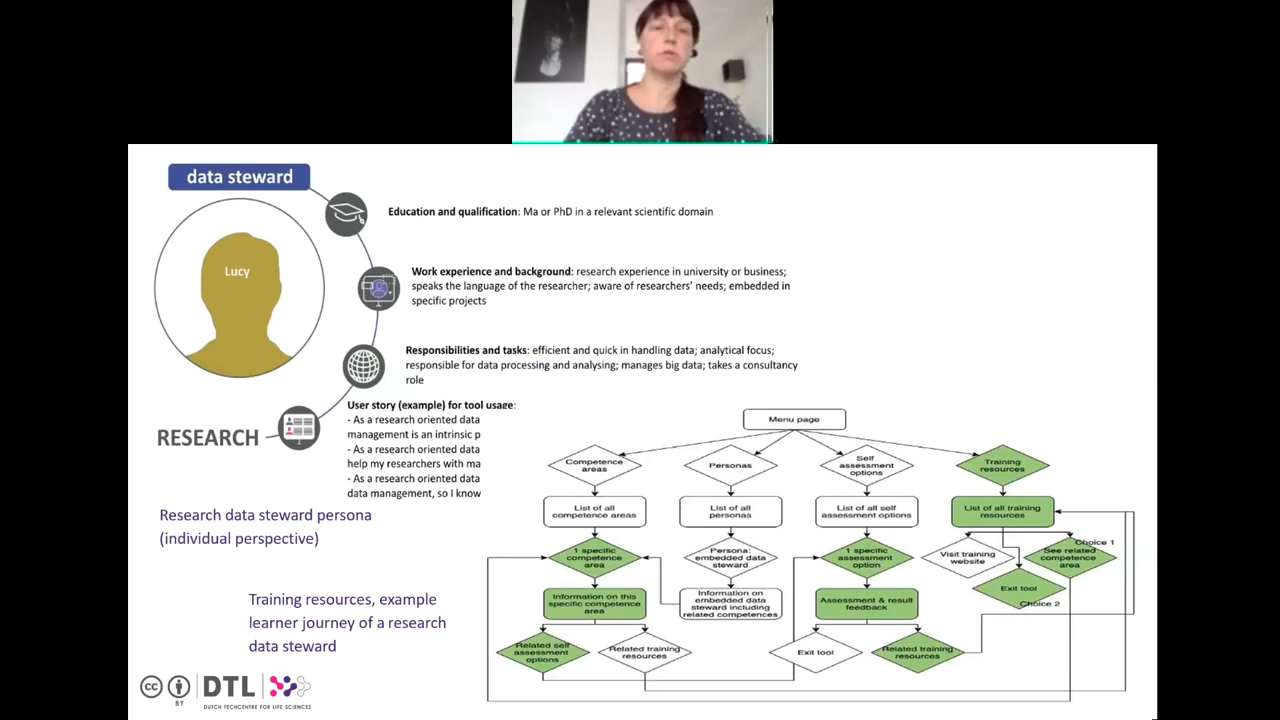 data steward
Lucy
Education and qualification: Ma or PhD in a relevant scientific domain
Work experience and background: research experience in university or business;
speaks the language of the researcher; aware of researchers' needs; embedded in
specific projects
Responsibilities and tasks: efficient and quick in handling data; analytical focus;
responsible for data processing and analysing; manages big data; takes a consultancy
role
RESEARCH
User story (example) for tool usage:
- As a research oriented data
management is an intrinsic p
- As a research oriented data
help my researchers with ma
- As a research oriented data
data management, so I know
Research data steward persona
(individual perspective)
Training resources, example
learner journey of a research
data steward
Menu page
Competence
areas
Personas
Self
assessment
options
Training
resources
List of all
competence areas
List of all
personas
List of all self
assessment options
List of all training
resources
1 specific
competence
area
Persona:
embedded data
steward
1 specific
assessment
option
Visit training
website
Choice 1
See related
competence
area
Exit tool
Choice 2
Information on this
specific competence
area
Information on
embedded data
steward including
related competences
Assessment & result
feedback
Related self
assessment
options
Related training
resources
Exit tool
Related training
resources
cc
BY
DTL
DUTCH TECHCENTRE FOR LIFE SCIENCES